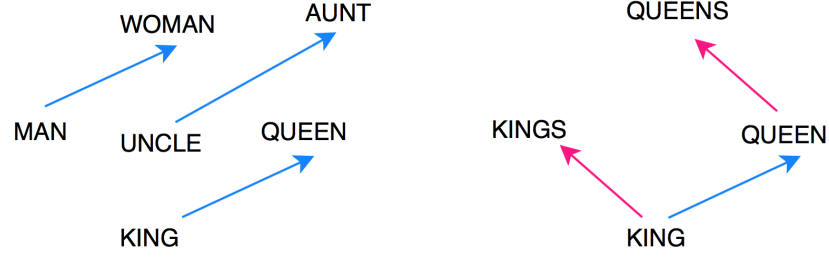 WOMAN
AUNT
MAN
UNCLE
QUEEN
KING
QUEENS
KINGS
QUEEN
KING